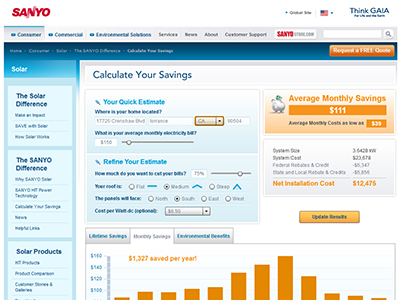 SANYO
Global Site
Think GAIA
For Life and the Earth
Consumer Commercial Environmental Solutions Services News About Customer Support SANYO STORE.COM
Home > Consumer > Solar > The SANYO Difference > Calculate Your Savings
Request a FREE Quote
Solar
The Solar
Difference
Make an Impact
SAVE with Solar
How Solar Works
The SANYO
Difference
Why SANYO Solar
SANYO HIT Power
Technology
Calculate Your Savings
News
Helpful Links
Solar Products
HIT Products
Product Comparison
Customer Stories &
Galleries
Calculate Your Savings
Your Quick Estimate
Where is your home located?
17725 Crenshaw Blvd torrance CA 90504
What is your average monthly electricity bill?
$150
Refine Your Estimate
How much do you want to cut your bills? 75%
Your roof is: Flat Medium Steep
The panels will face: North South East West
Cost per Watt-dc (optional): $6.50
Average Monthly Savings
$111
Average Monthly Costs as low as: $39
System Size 3.6428 kW
System Cost $23,678
Federal Rebates & Credit -$5,347
State and Local Rebate & Credits -$5,856
Net Installation Cost $12,475
Update Results
Lifetime Savings Monthly Savings Environmental Benefits
$1,327 saved per year!
$160
$140
$120
$100